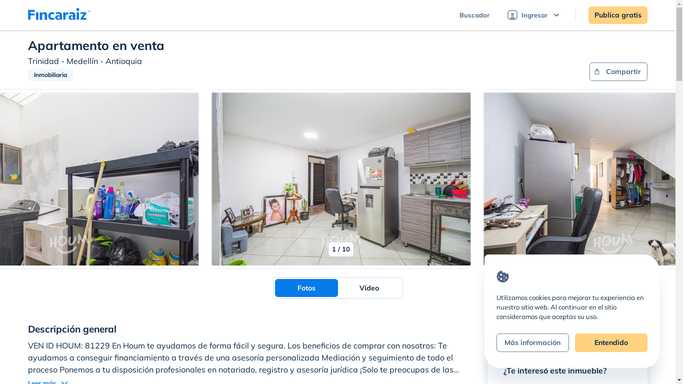 Fincaraiz
Buscador
Ingresar
Publica gratis
Apartamento en venta
Trinidad - Medellín - Antioquia
Inmobiliaria
Compartir
HOUM
HOUM
HOUM
1 / 10
Fotos
Video
Descripción general
VEN ID HOUM: 81229 En Houm te ayudamos de forma fácil y segura. Los beneficios de comprar con nosotros: Te
ayudamos a conseguir financiamiento a través de una asesoría personalizada Mediación y seguimiento de todo el
proceso Ponemos a tu disposición profesionales en notariado, registro y asesoría jurídica ¡Solo te preocupas de las...
Leer más
Utilizamos cookies para mejorar tu experiencia en
nuestro sitio web. Al continuar en el sitio
consideramos que aceptas su uso.
Más información
Entendido
¿Te interesó este inmueble?